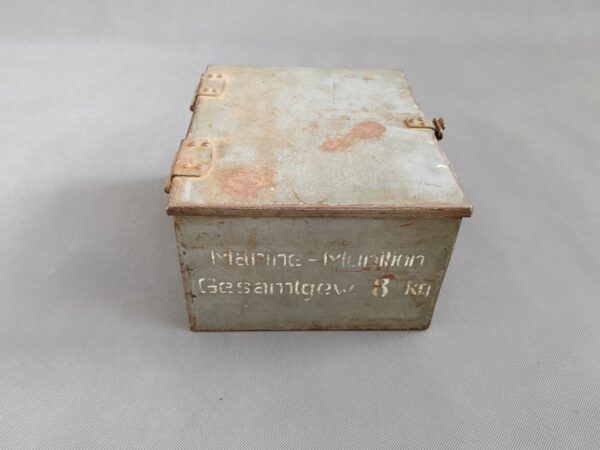 Marine-Munition
Gesamtgew. 8 kg